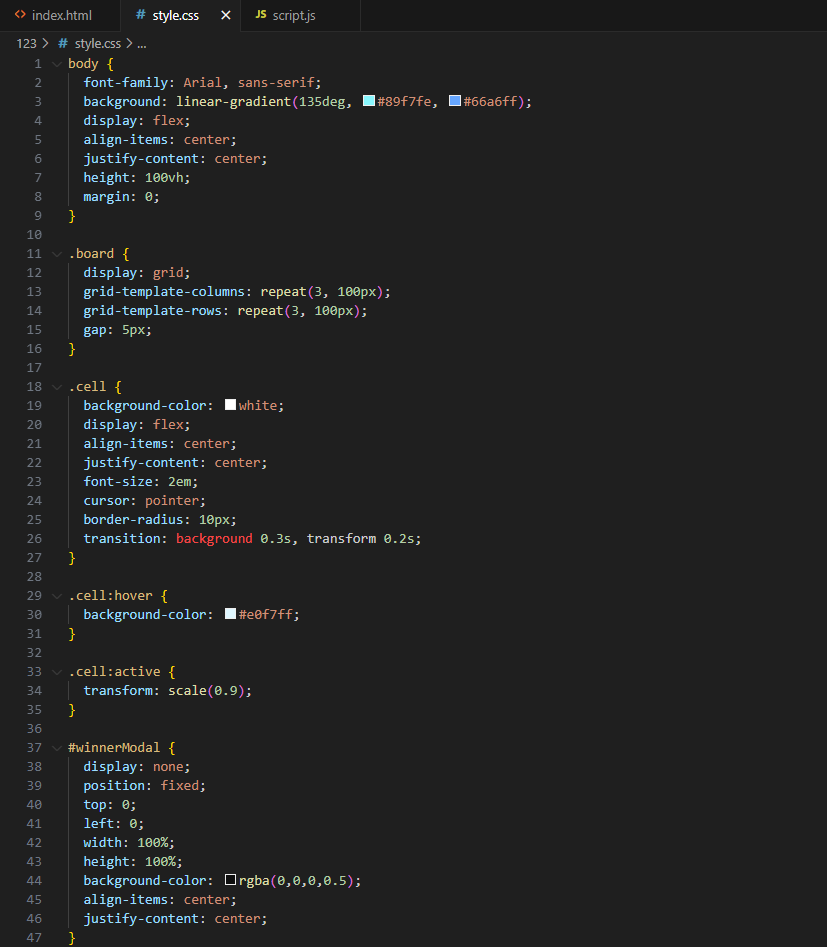 index.html
style.css
JS script.js
123 > # style.css > ...
1 body {
2 font-family: Arial, sans-serif;
3 background: linear-gradient(135deg, #89f7fe, #66a6ff);
4 display: flex;
5 align-items: center;
6 justify-content: center;
7 height: 100vh;
8 margin: 0;
9 }
10
11 .board {
12 display: grid;
13 grid-template-columns: repeat(3, 100px);
14 grid-template-rows: repeat(3, 100px);
15 gap: 5px;
16 }
17
18 .cell {
19 background-color: white;
20 display: flex;
21 align-items: center;
22 justify-content: center;
23 font-size: 2em;
24 cursor: pointer;
25 border-radius: 10px;
26 transition: background 0.3s, transform 0.2s;
27 }
28
29 .cell:hover {
30 background-color: #e0f7ff;
31 }
32
33 .cell:active {
34 transform: scale(0.9);
35 }
36
37 #winnerModal {
38 display: none;
39 position: fixed;
40 top: 0;
41 left: 0;
42 width: 100%;
43 height: 100%;
44 background-color: rgba(0,0,0,0.5);
45 align-items: center;
46 justify-content: center;
47 }